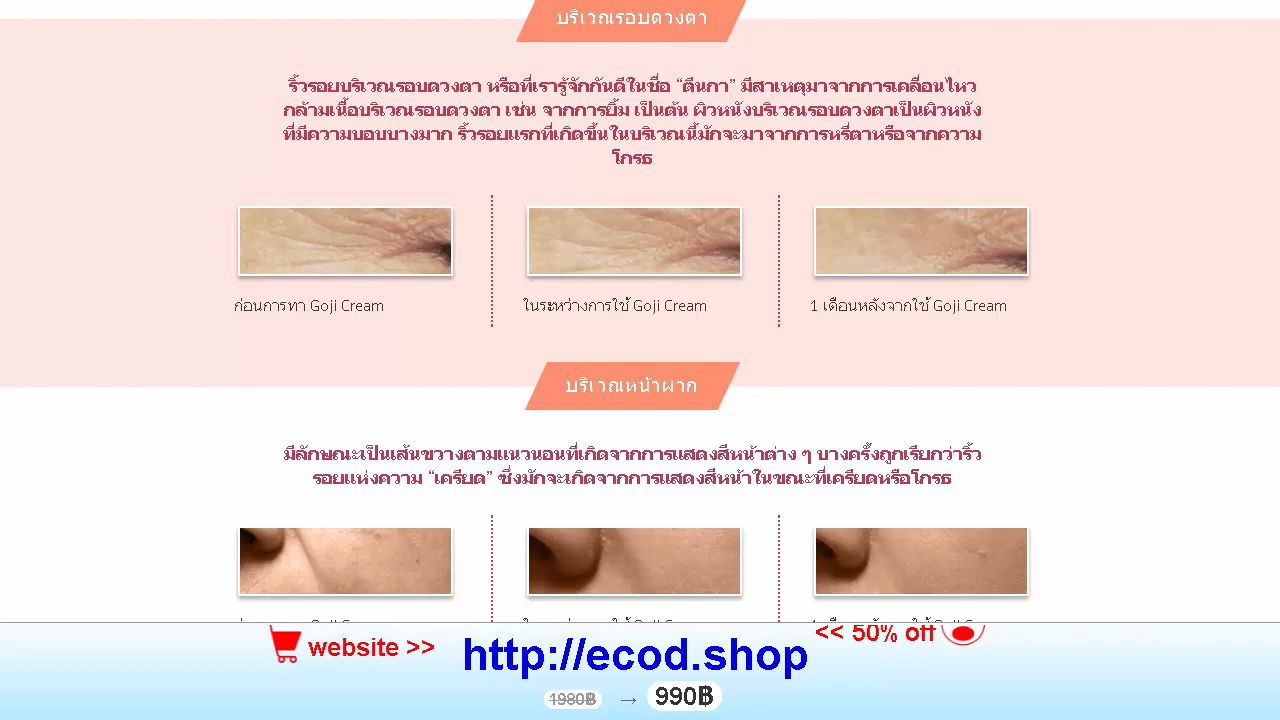 บริเวณรอบดวงตา
ริ้วรอยบริเวณรอบดวงตา หรือที่เรารู้จักกันดีในชื่อ “ตีนกา” มีสาเหตุมาจากการเคลื่อนไหว
กล้ามเนื้อบริเวณรอบดวงตา เช่น จากการยิ้ม เป็นต้น ผิวหนังบริเวณรอบดวงตาเป็นผิวหนัง
ที่มีความบอบบางมาก ริ้วรอยแรกที่เกิดขึ้นในบริเวณนี้มักจะมาจากการหรี่ตาหรือจากความ
โกรธ
ก่อนการทา Goji Cream
ในระหว่างการใช้ Goji Cream
1 เดือนหลังจากใช้ Goji Cream
บริเวณหน้าผาก
มีลักษณะเป็นเส้นขวางตามแนวนอนที่เกิดจากการแสดงสีหน้าต่าง ๆ บางครั้งถูกเรียกว่าริ้ว
รอยแห่งความ “เครียด” ซึ่งมักจะเกิดจากการแสดงสีหน้าในขณะที่เครียดหรือโกรธ
website >>
http://ecod.shop
<< 50% off
1980฿ → 990฿